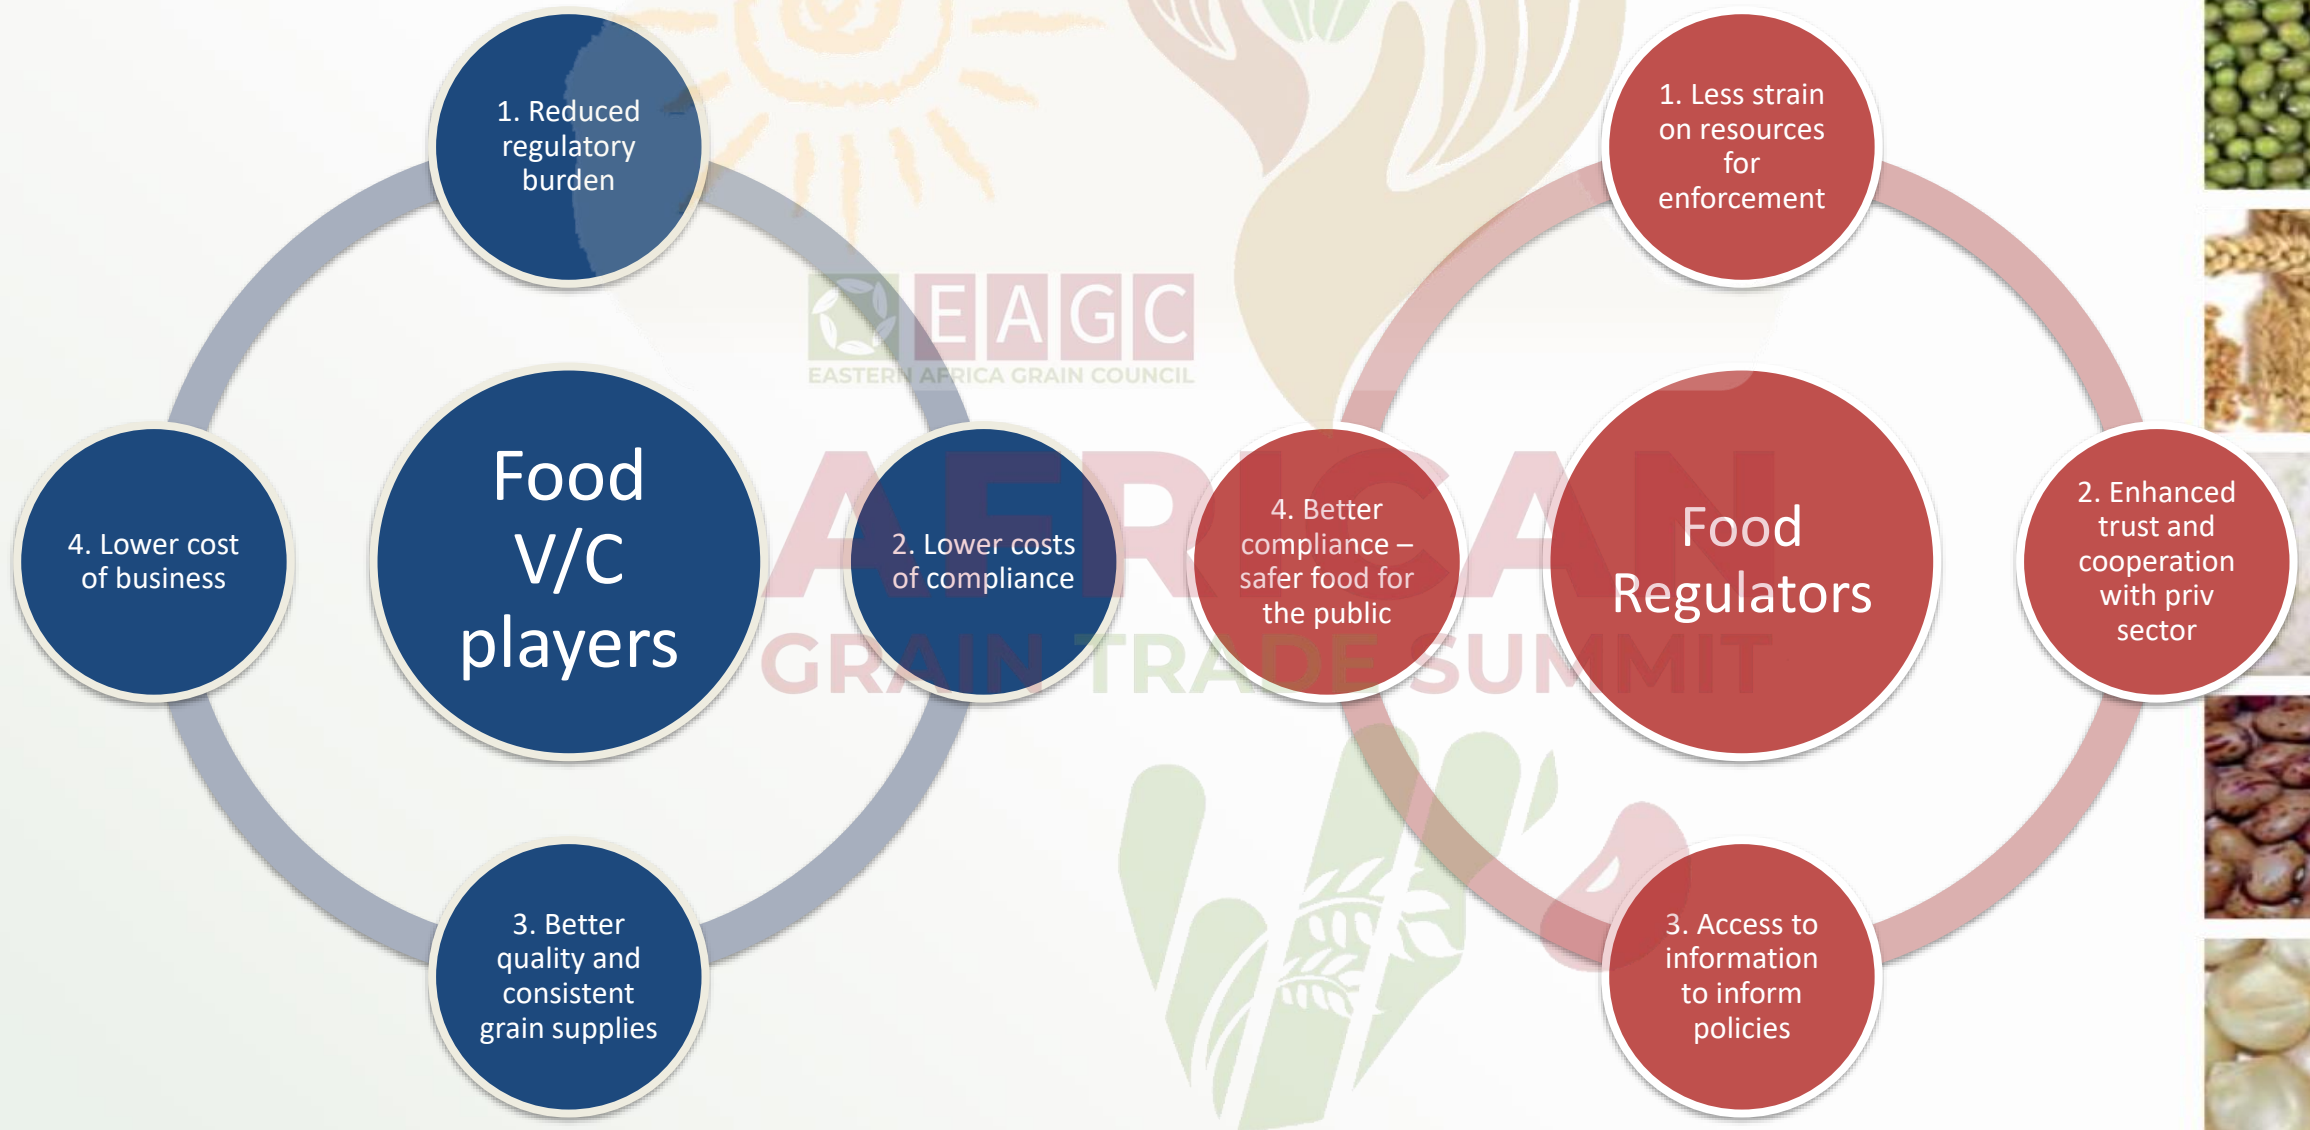 1. Reduced
regulatory
burden
Food
V/C
players
2. Lower costs
of compliance
3. Better
quality and
consistent
grain supplies
4. Lower cost
of business
EAGC
EASTERN AFRICA GRAIN COUNCIL
AFRICAN
GRAIN TRADE SUMMIT
1. Less strain
on resources
for
enforcement
Food
Regulators
2. Enhanced
trust and
cooperation
with priv
sector
3. Access to
information
to inform
policies
4. Better
compliance –
safer food for
the public